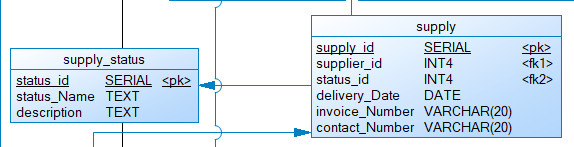 supply_status
status_id SERIAL <pk>
status_Name TEXT
description TEXT
supply
supply_id SERIAL <pk>
supplier_id INT4 <fk1>
status_id INT4 <fk2>
delivery_Date DATE
invoice_Number VARCHAR(20)
contact_Number VARCHAR(20)